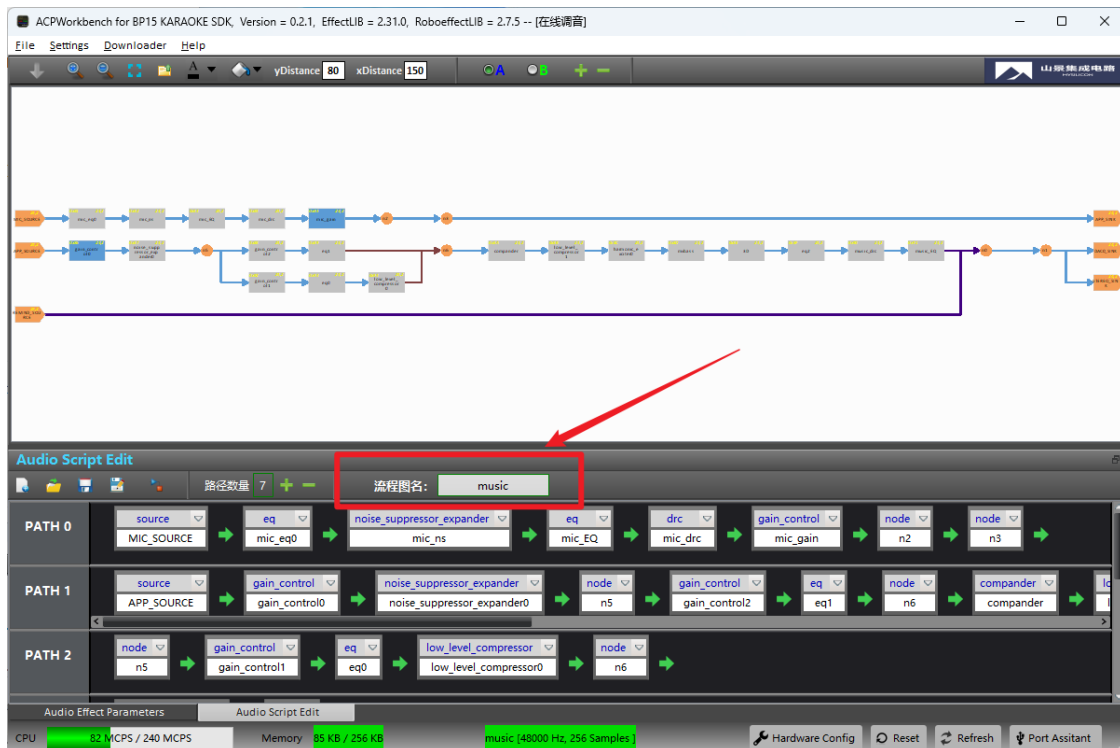 ACPWorkbench for BP15 KARAOKE SDK, Version = 0.2.1, EffectLIB = 2.31.0, RoboeffectLIB = 2.7.5 -- [在线调音]
File Settings Downloader Help
A yDistance 80 xDistance 150 A B 山景集成电路
Audio Script Edit
路径数量 7 流程图名: music
PATH 0
source eq noise_suppressor_expander eq drc gain_control node node
MIC_SOURCE mic_eq0 mic_ns mic_EQ mic_drc mic_gain n2 n3
PATH 1
source gain_control noise_suppressor_expander node gain_control eq node compander
APP_SOURCE gain_control0 noise_suppressor_expander0 n5 gain_control2 eq1 n6 compander
PATH 2
node gain_control eq low_level_compressor node
n5 gain_control1 eq0 low_level_compressor0 n6
Audio Effect Parameters Audio Script Edit
CPU 82 MCPS / 240 MCPS Memory 85 KB / 256 KB music [48000 Hz, 256 Samples ] Hardware Config Reset Refresh Port Assitant